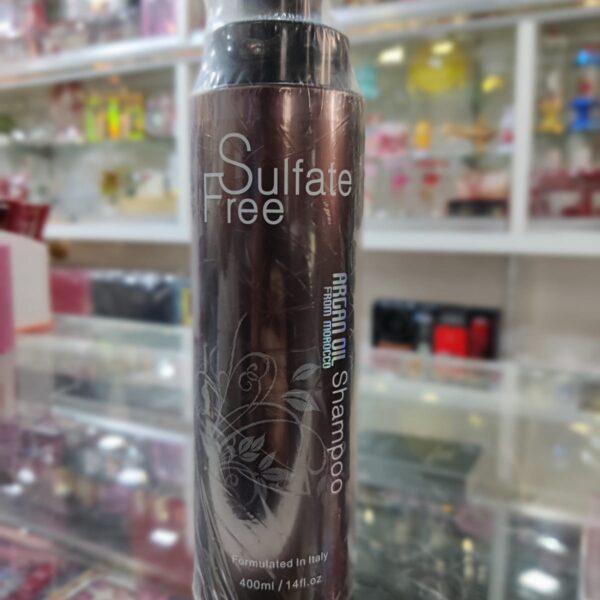 Sulfate
Free
ARGAN OIL
FROM MOROCCO
Shampoo
Formulated In Italy
400ml / 14fl.oz